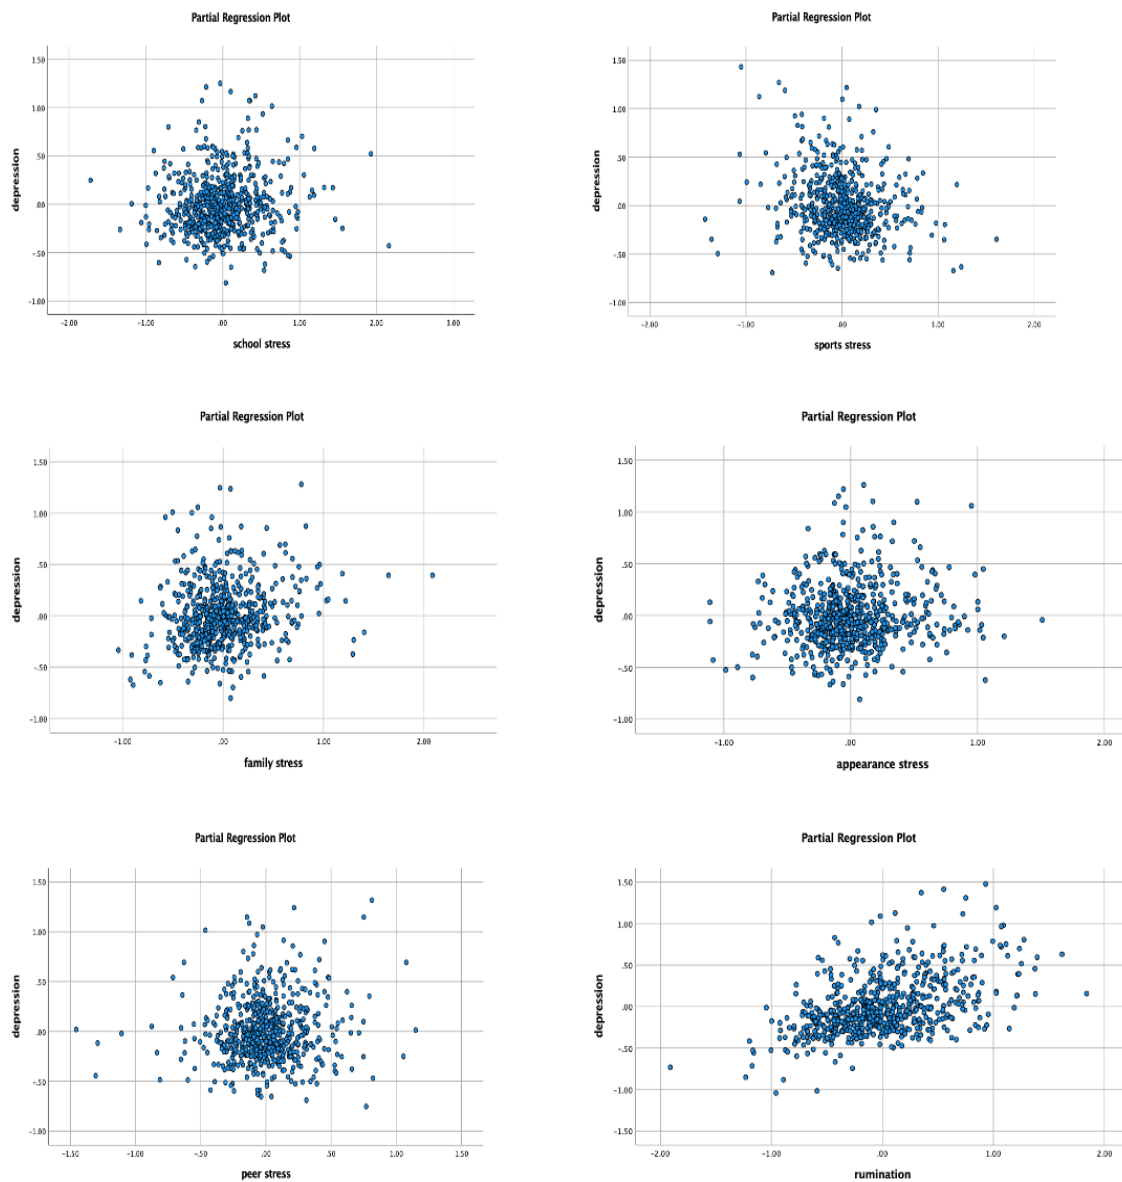 Partial Regression Plot
1.50
1.00
.50
.00
-.50
-1.00
depression
-2.00 -1.00 .00 1.00 2.00 3.00
school stress
Partial Regression Plot
1.50
1.00
.50
.00
-.50
-1.00
depression
-2.00 -1.00 .00 1.00 2.00
sports stress
Partial Regression Plot
1.50
1.00
.50
.00
-.50
-1.00
depression
-1.00 .00 1.00 2.00
family stress
Partial Regression Plot
1.50
1.00
.50
.00
-.50
-1.00
depression
-1.00 .00 1.00 2.00
appearance stress
Partial Regression Plot
1.50
1.00
.50
.00
-.50
-1.00
depression
-1.50 -1.00 -.50 .00 .50 1.00 1.50
peer stress
Partial Regression Plot
1.50
1.00
.50
.00
-.50
-1.00
-1.50
depression
-2.00 -1.00 .00 1.00 2.00
rumination